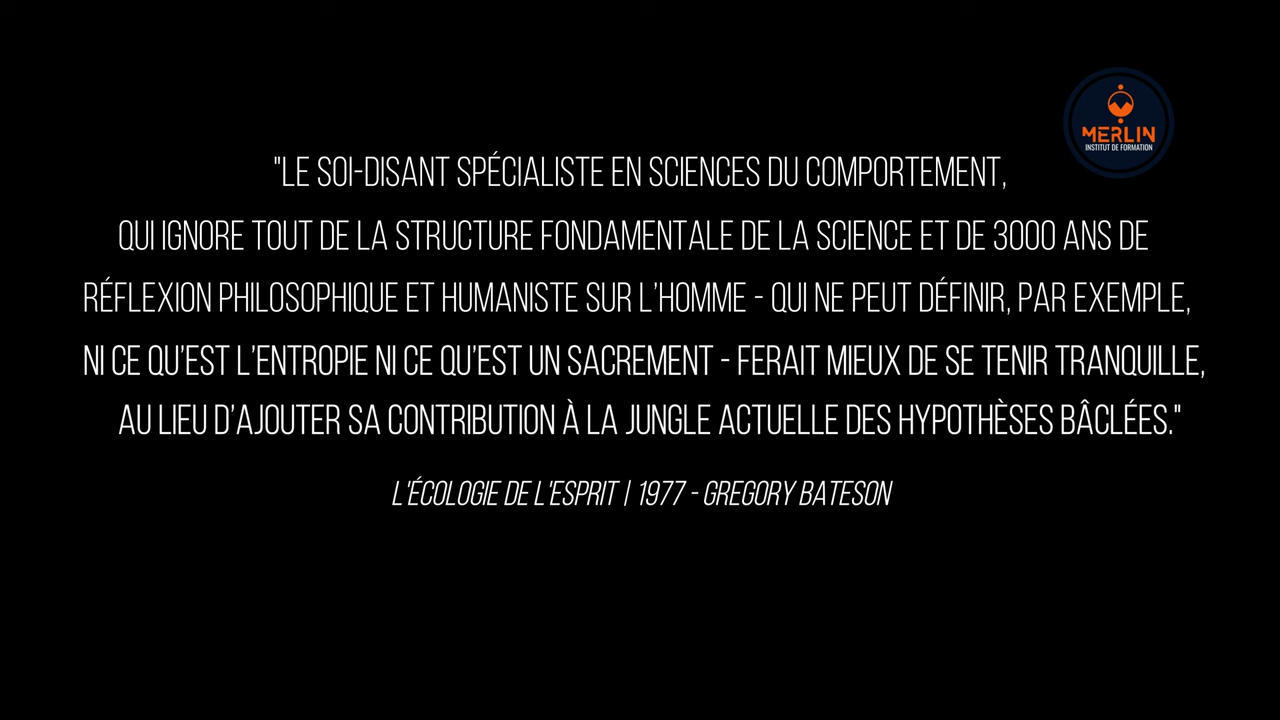 MERLIN
INSTITUT DE FORMATION
"LE SOI-DISANT SPÉCIALISTE EN SCIENCES DU COMPORTEMENT,
QUI IGNORE TOUT DE LA STRUCTURE FONDAMENTALE DE LA SCIENCE ET DE 3000 ANS DE
RÉFLEXION PHILOSOPHIQUE ET HUMANISTE SUR L’HOMME - QUI NE PEUT DÉFINIR, PAR EXEMPLE,
NI CE QU’EST L’ENTROPIE NI CE QU’EST UN SACREMENT - FERAIT MIEUX DE SE TENIR TRANQUILLE,
AU LIEU D’AJOUTER SA CONTRIBUTION À LA JUNGLE ACTUELLE DES HYPOTHÈSES BÂCLÉES."
L'ÉCOLOGIE DE L'ESPRIT | 1977 - GREGORY BATESON